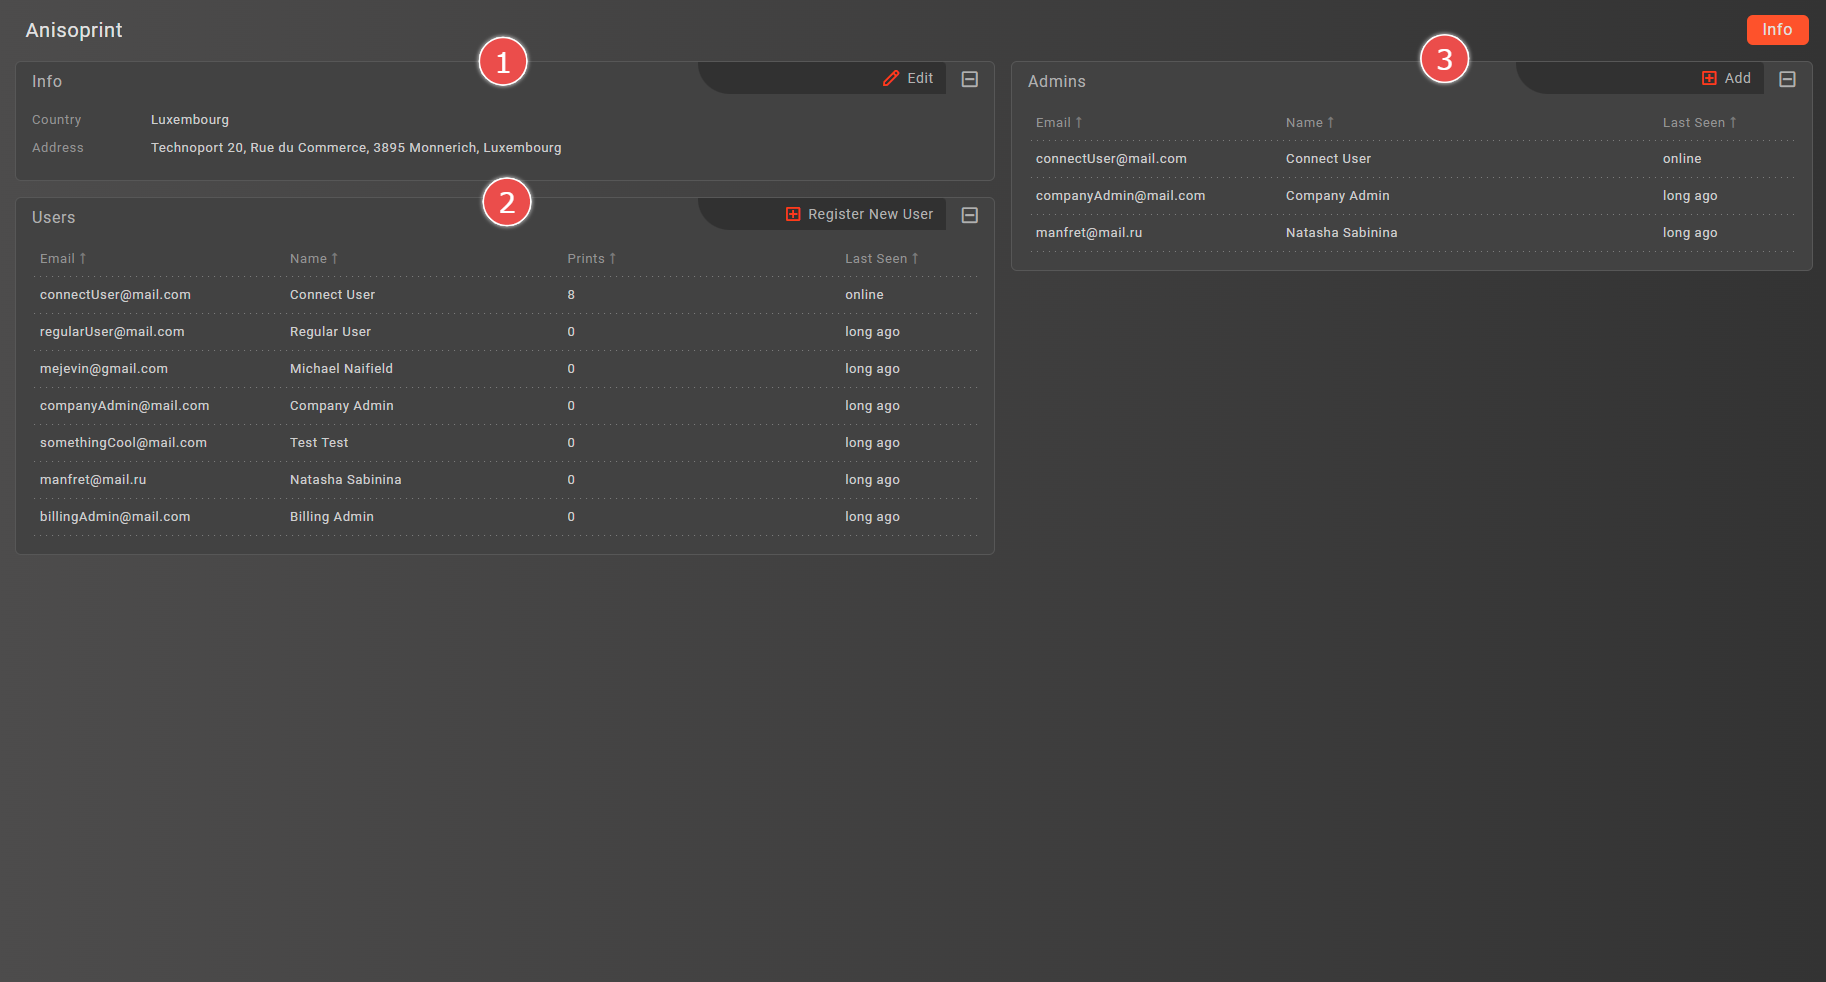 Anisoprint
Info
1
Info
Edit
Country Luxembourg
Address Technoport 20, Rue du Commerce, 3895 Monnerich, Luxembourg
2
Users
Register New User
Email ↑ Name ↑ Prints ↑ Last Seen ↑
connectUser@mail.com Connect User 8 online
regularUser@mail.com Regular User 0 long ago
mejevin@gmail.com Michael Naifield 0 long ago
companyAdmin@mail.com Company Admin 0 long ago
somethingCool@mail.com Test Test 0 long ago
manfret@mail.ru Natasha Sabinina 0 long ago
billingAdmin@mail.com Billing Admin 0 long ago
3
Admins
Add
Email ↑ Name ↑ Last Seen ↑
connectUser@mail.com Connect User online
companyAdmin@mail.com Company Admin long ago
manfret@mail.ru Natasha Sabinina long ago